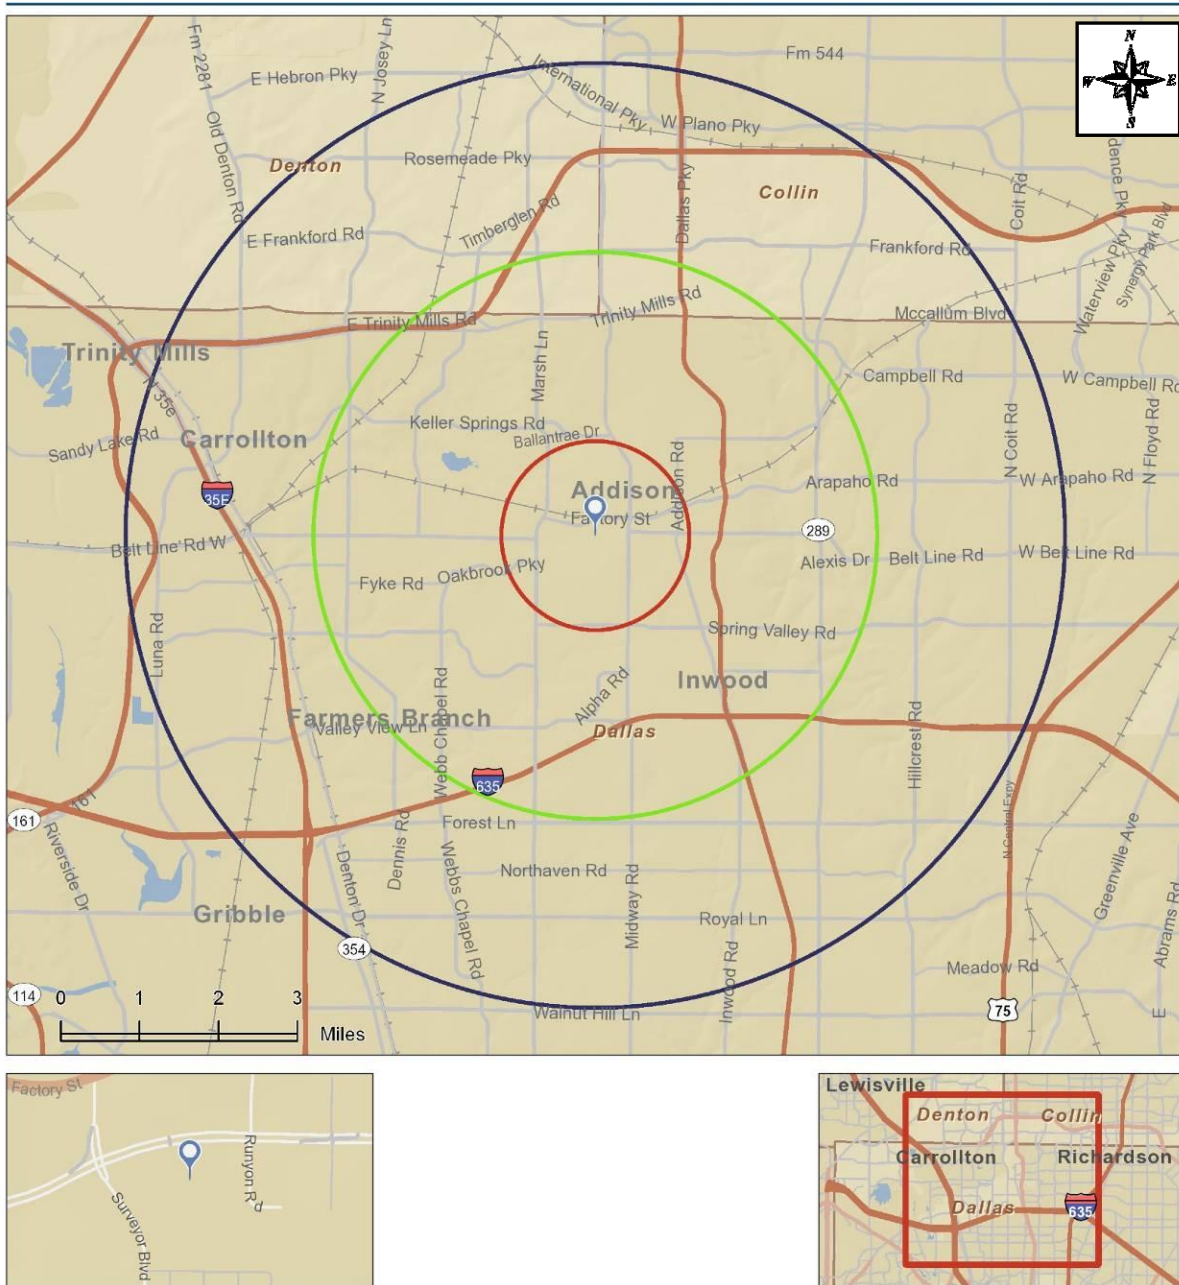 Fm 2281
N Josey Ln
E Hebron Pky
International Pky
Fm 544
W Plano Pky
N
W
E
S
Denton
Rosemeade Pky
Old Denton Rd
Dallas Pky
Collin
Coit Rd
dence Pky
E Frankford Rd
Timberglen Rd
Frankford Rd
Waterview Pky
Synergy Park Blvd
E Trinity Mills Rd
Trinity Mills Rd
Mccallum Blvd
Trinity Mills
Marsh Ln
N 35e
Campbell Rd
W Campbell Rd
Sandy Lake Rd
Carrollton
Keller Springs Rd
Ballantrae Dr
N Coit Rd
N Floyd Rd
35E
Addison
Addison Rd
Arapaho Rd
W Arapaho Rd
Factory St
289
Belt Line Rd W
Alexis Dr
Belt Line Rd
W Belt Line Rd
Fyke Rd
Oakbrook Pky
Luna Rd
Spring Valley Rd
Webb Chapel Rd
Alpha Rd
Inwood
Farmers Branch
Valley View Ln
Dallas
Hillcrest Rd
635
161
161
Riverside Dr
Forest Ln
N Central Expy
Dennis Rd
Denton Dr
Webbs Chapel Rd
Northaven Rd
Midway Rd
Greenville Ave
Abrams Rd
Gribble
Royal Ln
354
Inwood Rd
Meadow Rd
114
0 1 2 3
Miles
Walnut Hill Ln
75
E
Factory St
Runyon Rd
Surveyor Blvd
Lewisville
Denton
Collin
Carrollton
Richardson
Dallas
635